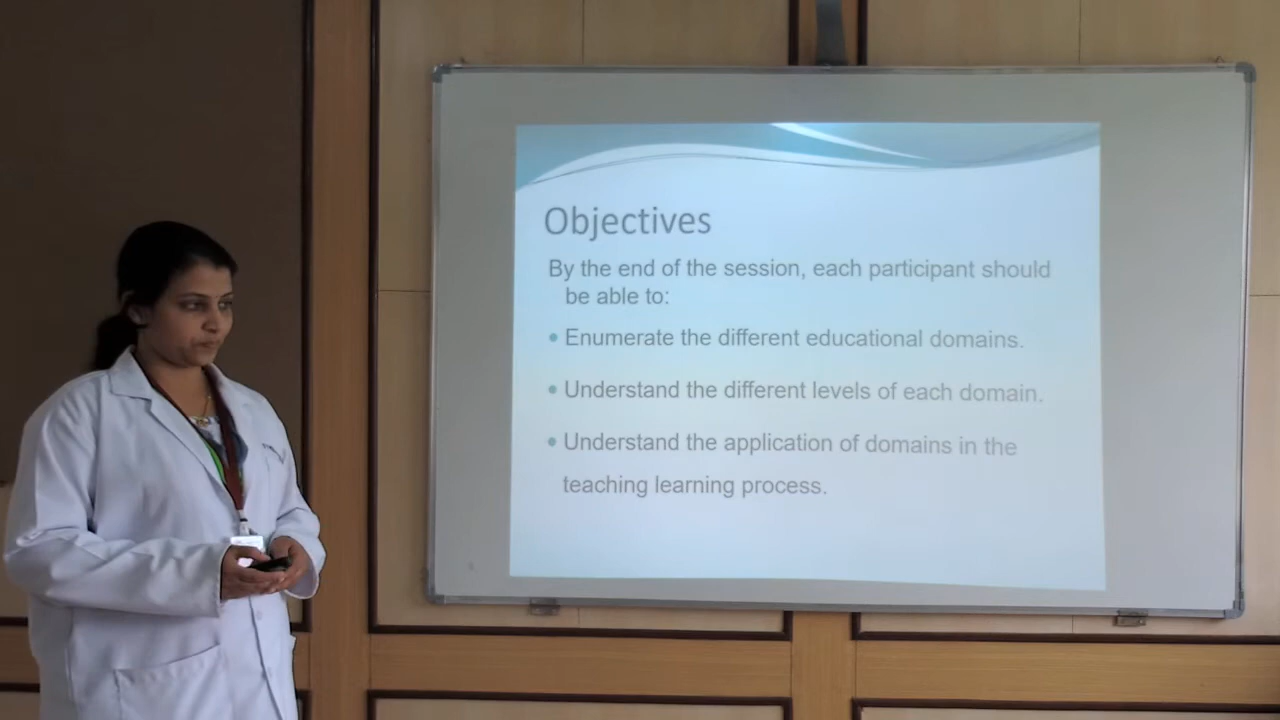 Objectives
By the end of the session, each participant should
be able to:
• Enumerate the different educational domains.
• Understand the different levels of each domain.
• Understand the application of domains in the
teaching learning process.